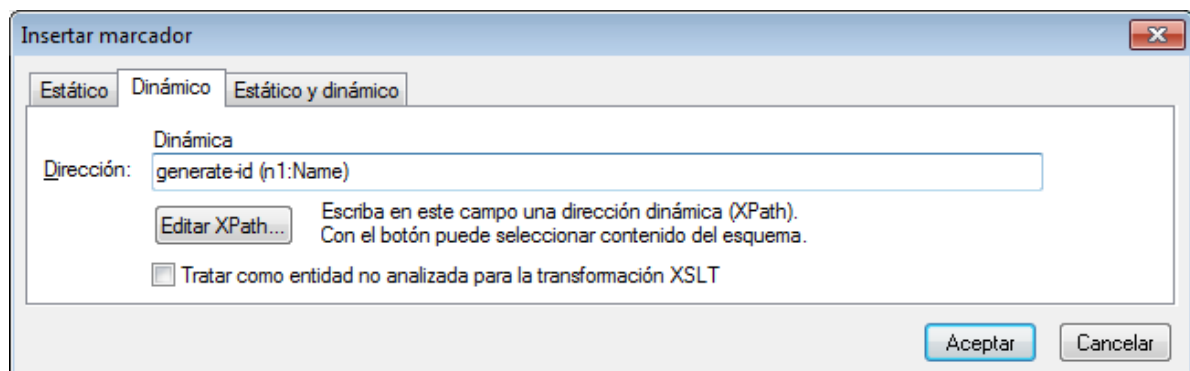 Insertar marcador
Estático Dinámico Estático y dinámico
Dinámica
Dirección: generate-id (n1:Name)
Editar XPath... Escriba en este campo una dirección dinámica (XPath).
Con el botón puede seleccionar contenido del esquema.
Tratar como entidad no analizada para la transformación XSLT
Aceptar Cancelar